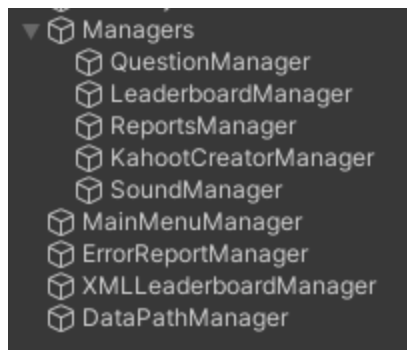 Managers
QuestionManager
LeaderboardManager
ReportsManager
KahootCreatorManager
SoundManager
MainMenuManager
ErrorReportManager
XMLLeaderboardManager
DataPathManager